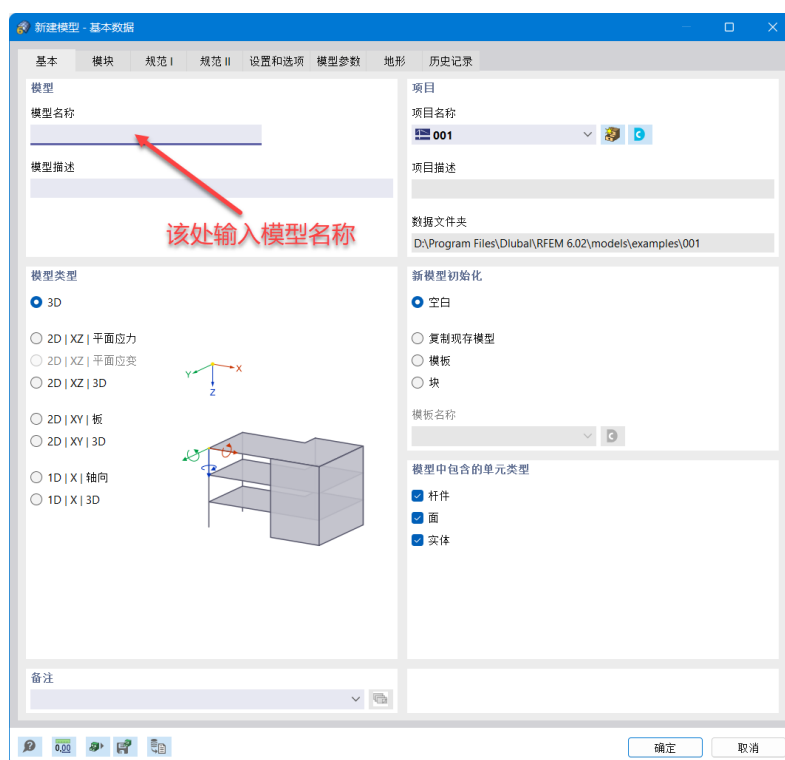 新建模型 - 基本数据
基本 模块 规范 I 规范 II 设置和选项 模型参数 地形 历史记录
模型
模型名称
模型描述
该处输入模型名称
项目
项目名称
001
项目描述
数据文件夹
D:\Program Files\Dlubal\RFEM 6.02\models\examples\001
模型类型
3D
2D | XZ | 平面应力
2D | XZ | 平面应变
2D | XZ | 3D
2D | XY | 板
2D | XY | 3D
1D | X | 轴向
1D | X | 3D
Y
X
Z
新模型初始化
空白
复制现存模型
模板
块
模板名称
模型中包含的单元类型
杆件
面
实体
备注
0,00
确定 取消